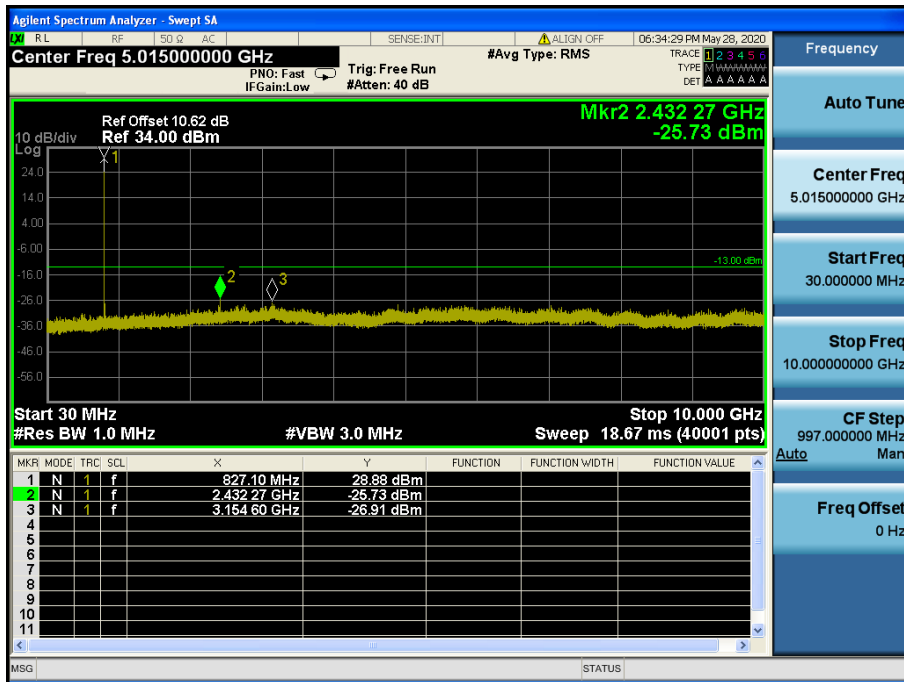 Agilent Spectrum Analyzer - Swept SA
LXI RL RF 50 Ω AC SENSE:INT ALIGN OFF 06:34:29 PM May 28, 2020
Center Freq 5.015000000 GHz
PNO: Fast
IFGain:Low
Trig: Free Run
#Atten: 40 dB
#Avg Type: RMS
TRACE 1 2 3 4 5 6
TYPE M WWWWW
DET A A A A A A
Mkr2 2.432 27 GHz
-25.73 dBm
Ref Offset 10.62 dB
10 dB/div Ref 34.00 dBm
Log
1
24.0
14.0
4.00
-6.00
-13.00 dBm
-16.0
2
3
-26.0
-36.0
-46.0
-56.0
Start 30 MHz Stop 10.000 GHz
#Res BW 1.0 MHz #VBW 3.0 MHz Sweep 18.67 ms (40001 pts)
MKR MODE TRC SCL X Y FUNCTION FUNCTION WIDTH FUNCTION VALUE
1 N 1 f 827.10 MHz 28.88 dBm
2 N 1 f 2.432 27 GHz -25.73 dBm
3 N 1 f 3.154 60 GHz -26.91 dBm
4
5
6
7
8
9
10
11
MSG STATUS
Frequency
Auto Tune
Center Freq
5.015000000 GHz
Start Freq
30.000000 MHz
Stop Freq
10.000000000 GHz
CF Step
997.000000 MHz
Auto Man
Freq Offset
0 Hz